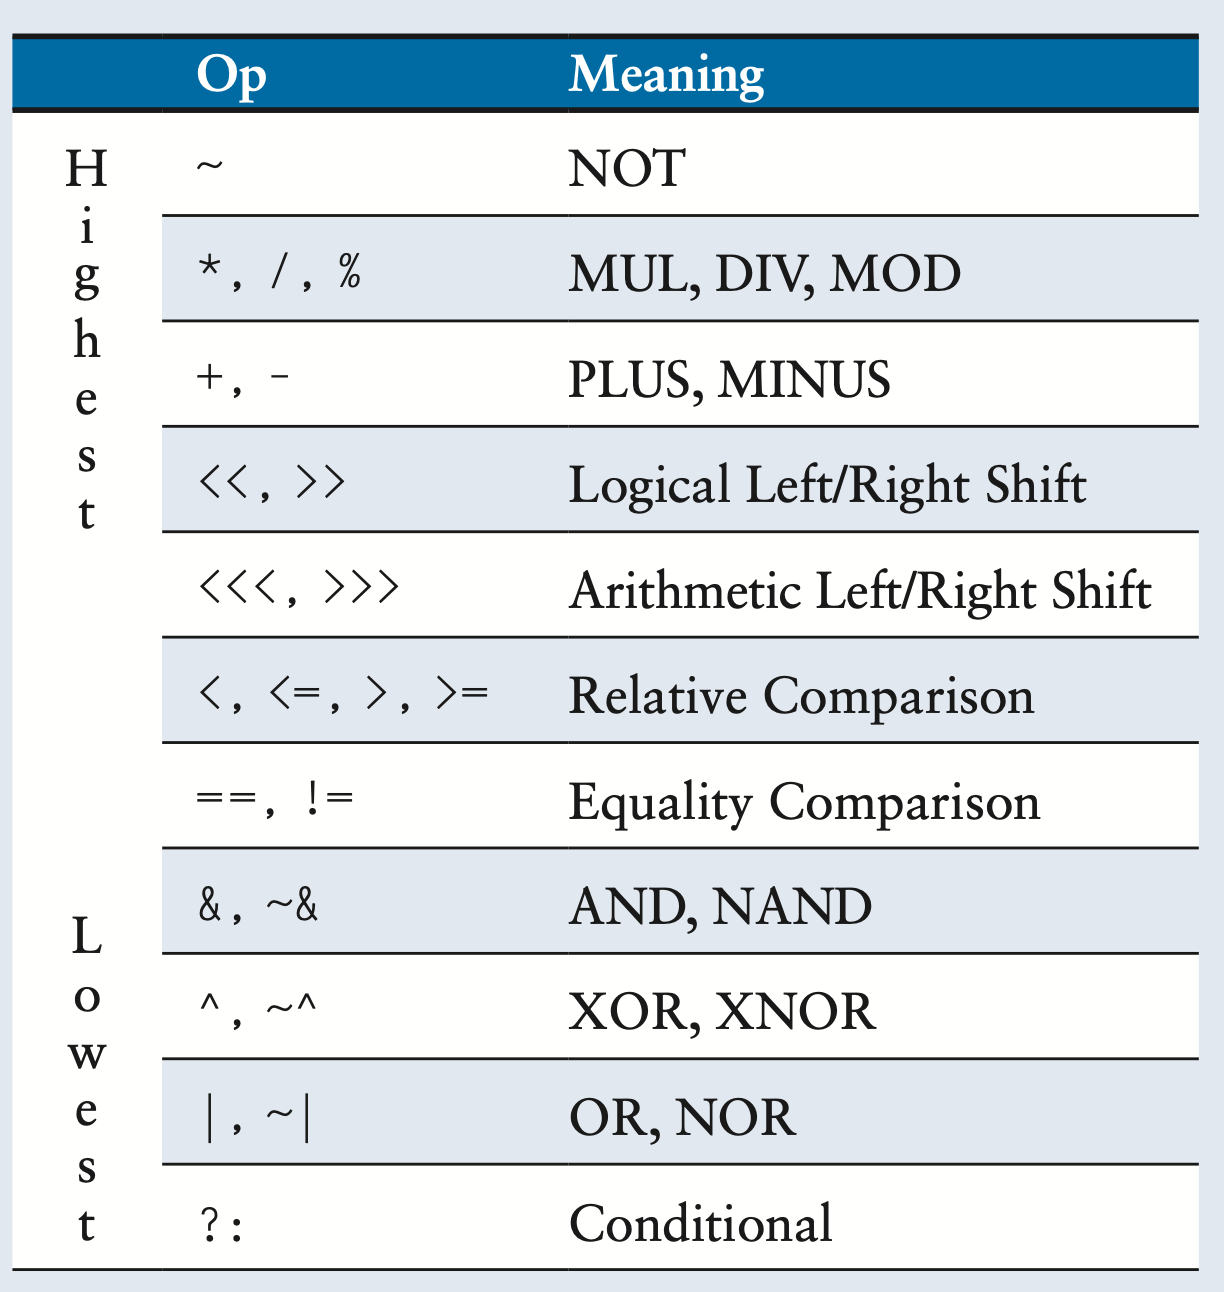 Op Meaning
Highest
~ NOT
*, /, % MUL, DIV, MOD
+, - PLUS, MINUS
<<, >> Logical Left/Right Shift
<<<, >>> Arithmetic Left/Right Shift
<, <=, >, >= Relative Comparison
==, != Equality Comparison
Lowest
&, ~& AND, NAND
^, ~^ XOR, XNOR
|, ~| OR, NOR
?: Conditional